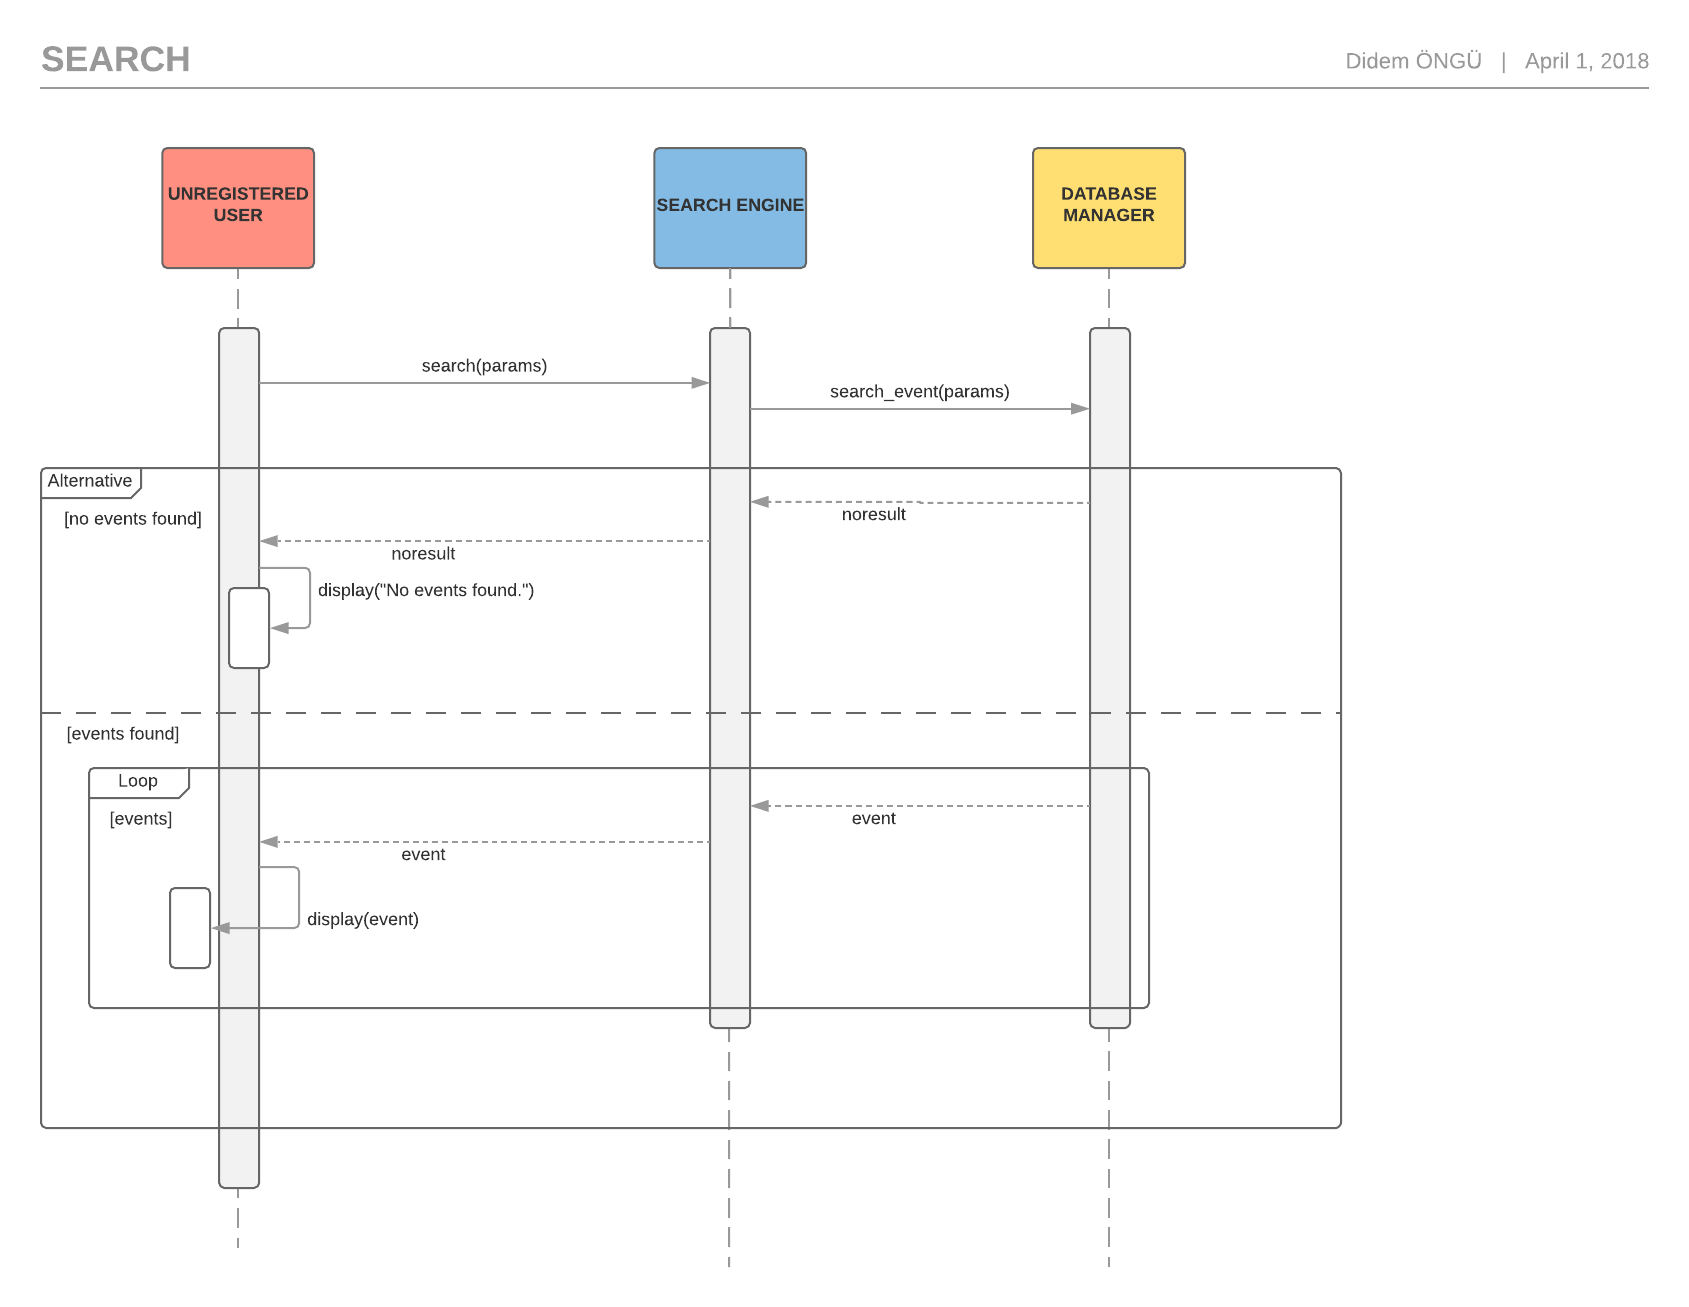 SEARCH
Didem ÖNGÜ | April 1, 2018
UNREGISTERED
USER
SEARCH ENGINE
DATABASE
MANAGER
search(params)
search_event(params)
Alternative
[no events found]
noresult
noresult
display("No events found.")
[events found]
Loop
[events]
event
event
display(event)